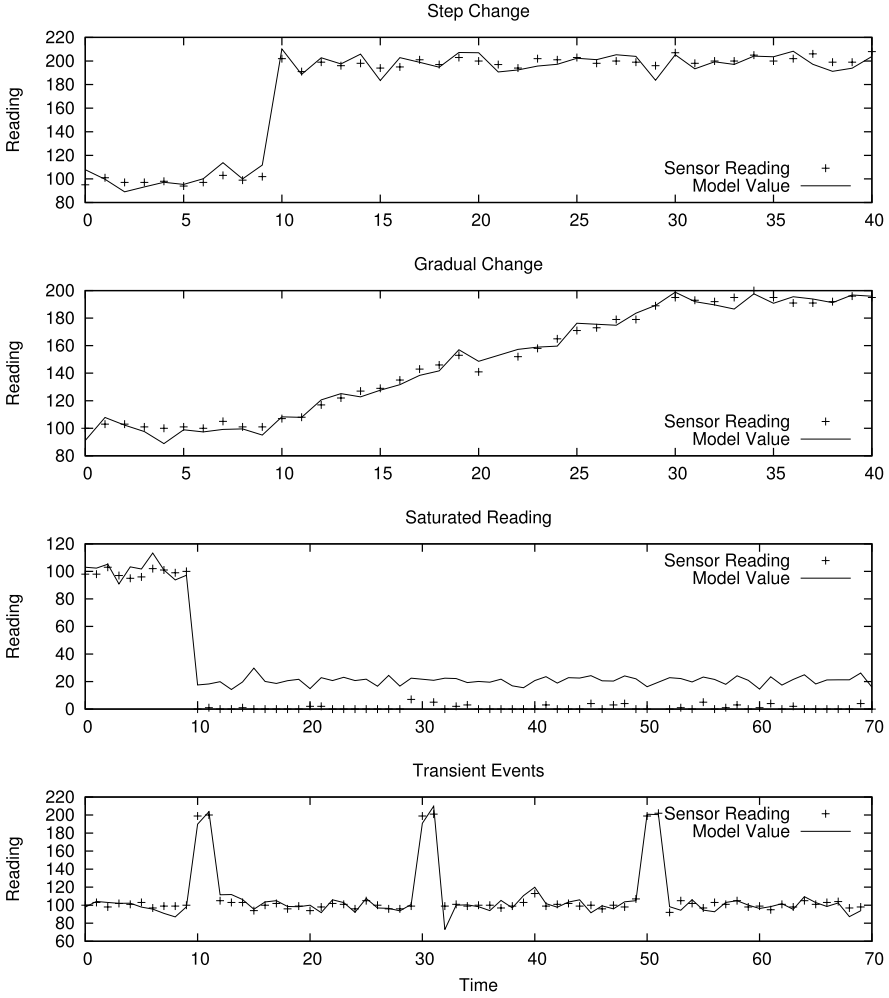 Step Change
220
200
180
160
140
120
100
80
Reading
Sensor Reading
Model Value
0 5 10 15 20 25 30 35 40
Gradual Change
200
180
160
140
120
100
80
Reading
Sensor Reading
Model Value
0 5 10 15 20 25 30 35 40
Saturated Reading
120
100
80
60
40
20
0
Reading
Sensor Reading
Model Value
0 10 20 30 40 50 60 70
Transient Events
220
200
180
160
140
120
100
80
60
Reading
Sensor Reading
Model Value
0 10 20 30 40 50 60 70
Time